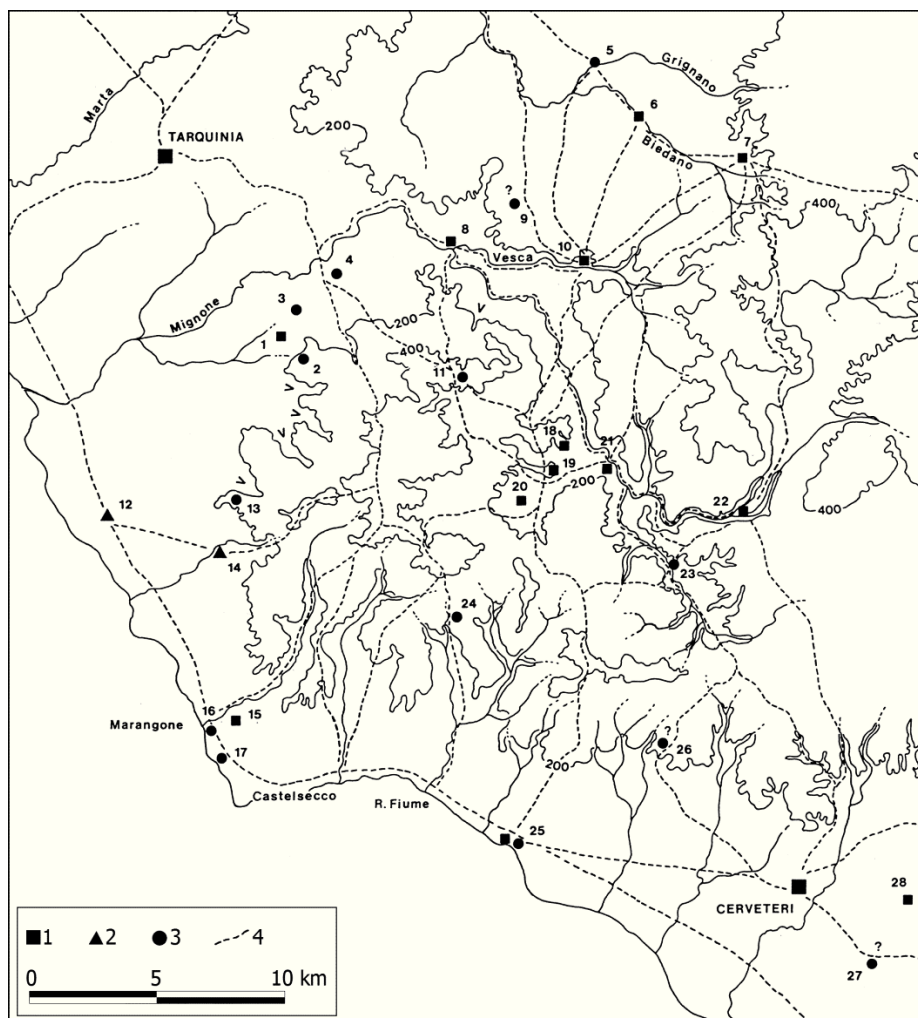 5
Grignano
Marta
6
200
TARQUINIA
Biedano
7
?
9
400
8
Vesca
10
4
3
Mignone
V
200
1
400
2
11
V
V
V
18
21
19
200
V
20
12
13
22
400
14
23
24
16
15
Marangone
?
26
17
200
Castelsecco
R. Fiume
25
28
CERVETERI
?
27
1 2 3 4
0 5 10 km